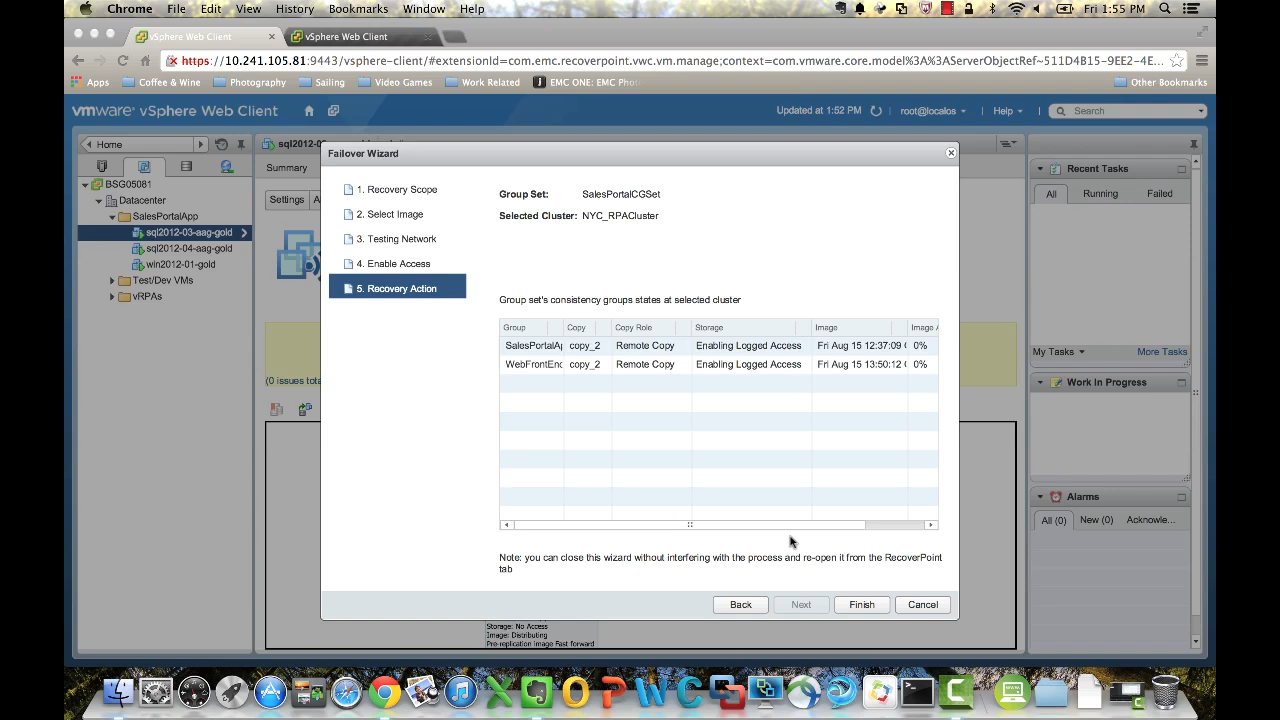 Chrome File Edit View History Bookmarks Window Help Fri 1:55 PM
vSphere Web Client
vSphere Web Client
https://10.241.105.81:9443/vsphere-client/#extensionId=com.emc.recoverpoint.vwc.vm.manage;context=com.vmware.core.model%3A%3AServerObjectRef~511D4B15-9EE2-4E...
Apps Coffee & Wine Photography Sailing Video Games Work Related EMC ONE: EMC Pho Other Bookmarks
vmware vSphere Web Client Updated at 1:52 PM root@localos Help Search
Home
BSG05081
Datacenter
SalesPortalApp
sql2012-03-aag-gold
sql2012-04-aag-gold
win2012-01-gold
Test/Dev VMs
vRPAs
sql2012-0
Summary
Settings
(0 issues tota
Failover Wizard
1. Recovery Scope
2. Select Image
3. Testing Network
4. Enable Access
5. Recovery Action
Group Set: SalesPortalCGSet
Selected Cluster: NYC_RPACluster
Group set's consistency groups states at selected cluster
Group Copy Copy Role Storage Image Image A
SalesPortalAp copy_2 Remote Copy Enabling Logged Access Fri Aug 15 12:37:09 0%
WebFrontEnd copy_2 Remote Copy Enabling Logged Access Fri Aug 15 13:50:12 0%
Note: you can close this wizard without interfering with the process and re-open it from the RecoverPoint
tab
Back Next Finish Cancel
Storage: No Access
Image: Distributing
Pre-replication image Fast forward
Recent Tasks
All Running Failed
My Tasks More Tasks
Work In Progress
Alarms
All (0) New (0) Acknowle...